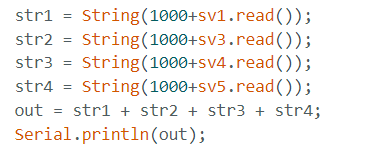 str1 = String(1000+sv1.read());
str2 = String(1000+sv3.read());
str3 = String(1000+sv4.read());
str4 = String(1000+sv5.read());
out = str1 + str2 + str3 + str4;
Serial.println(out);